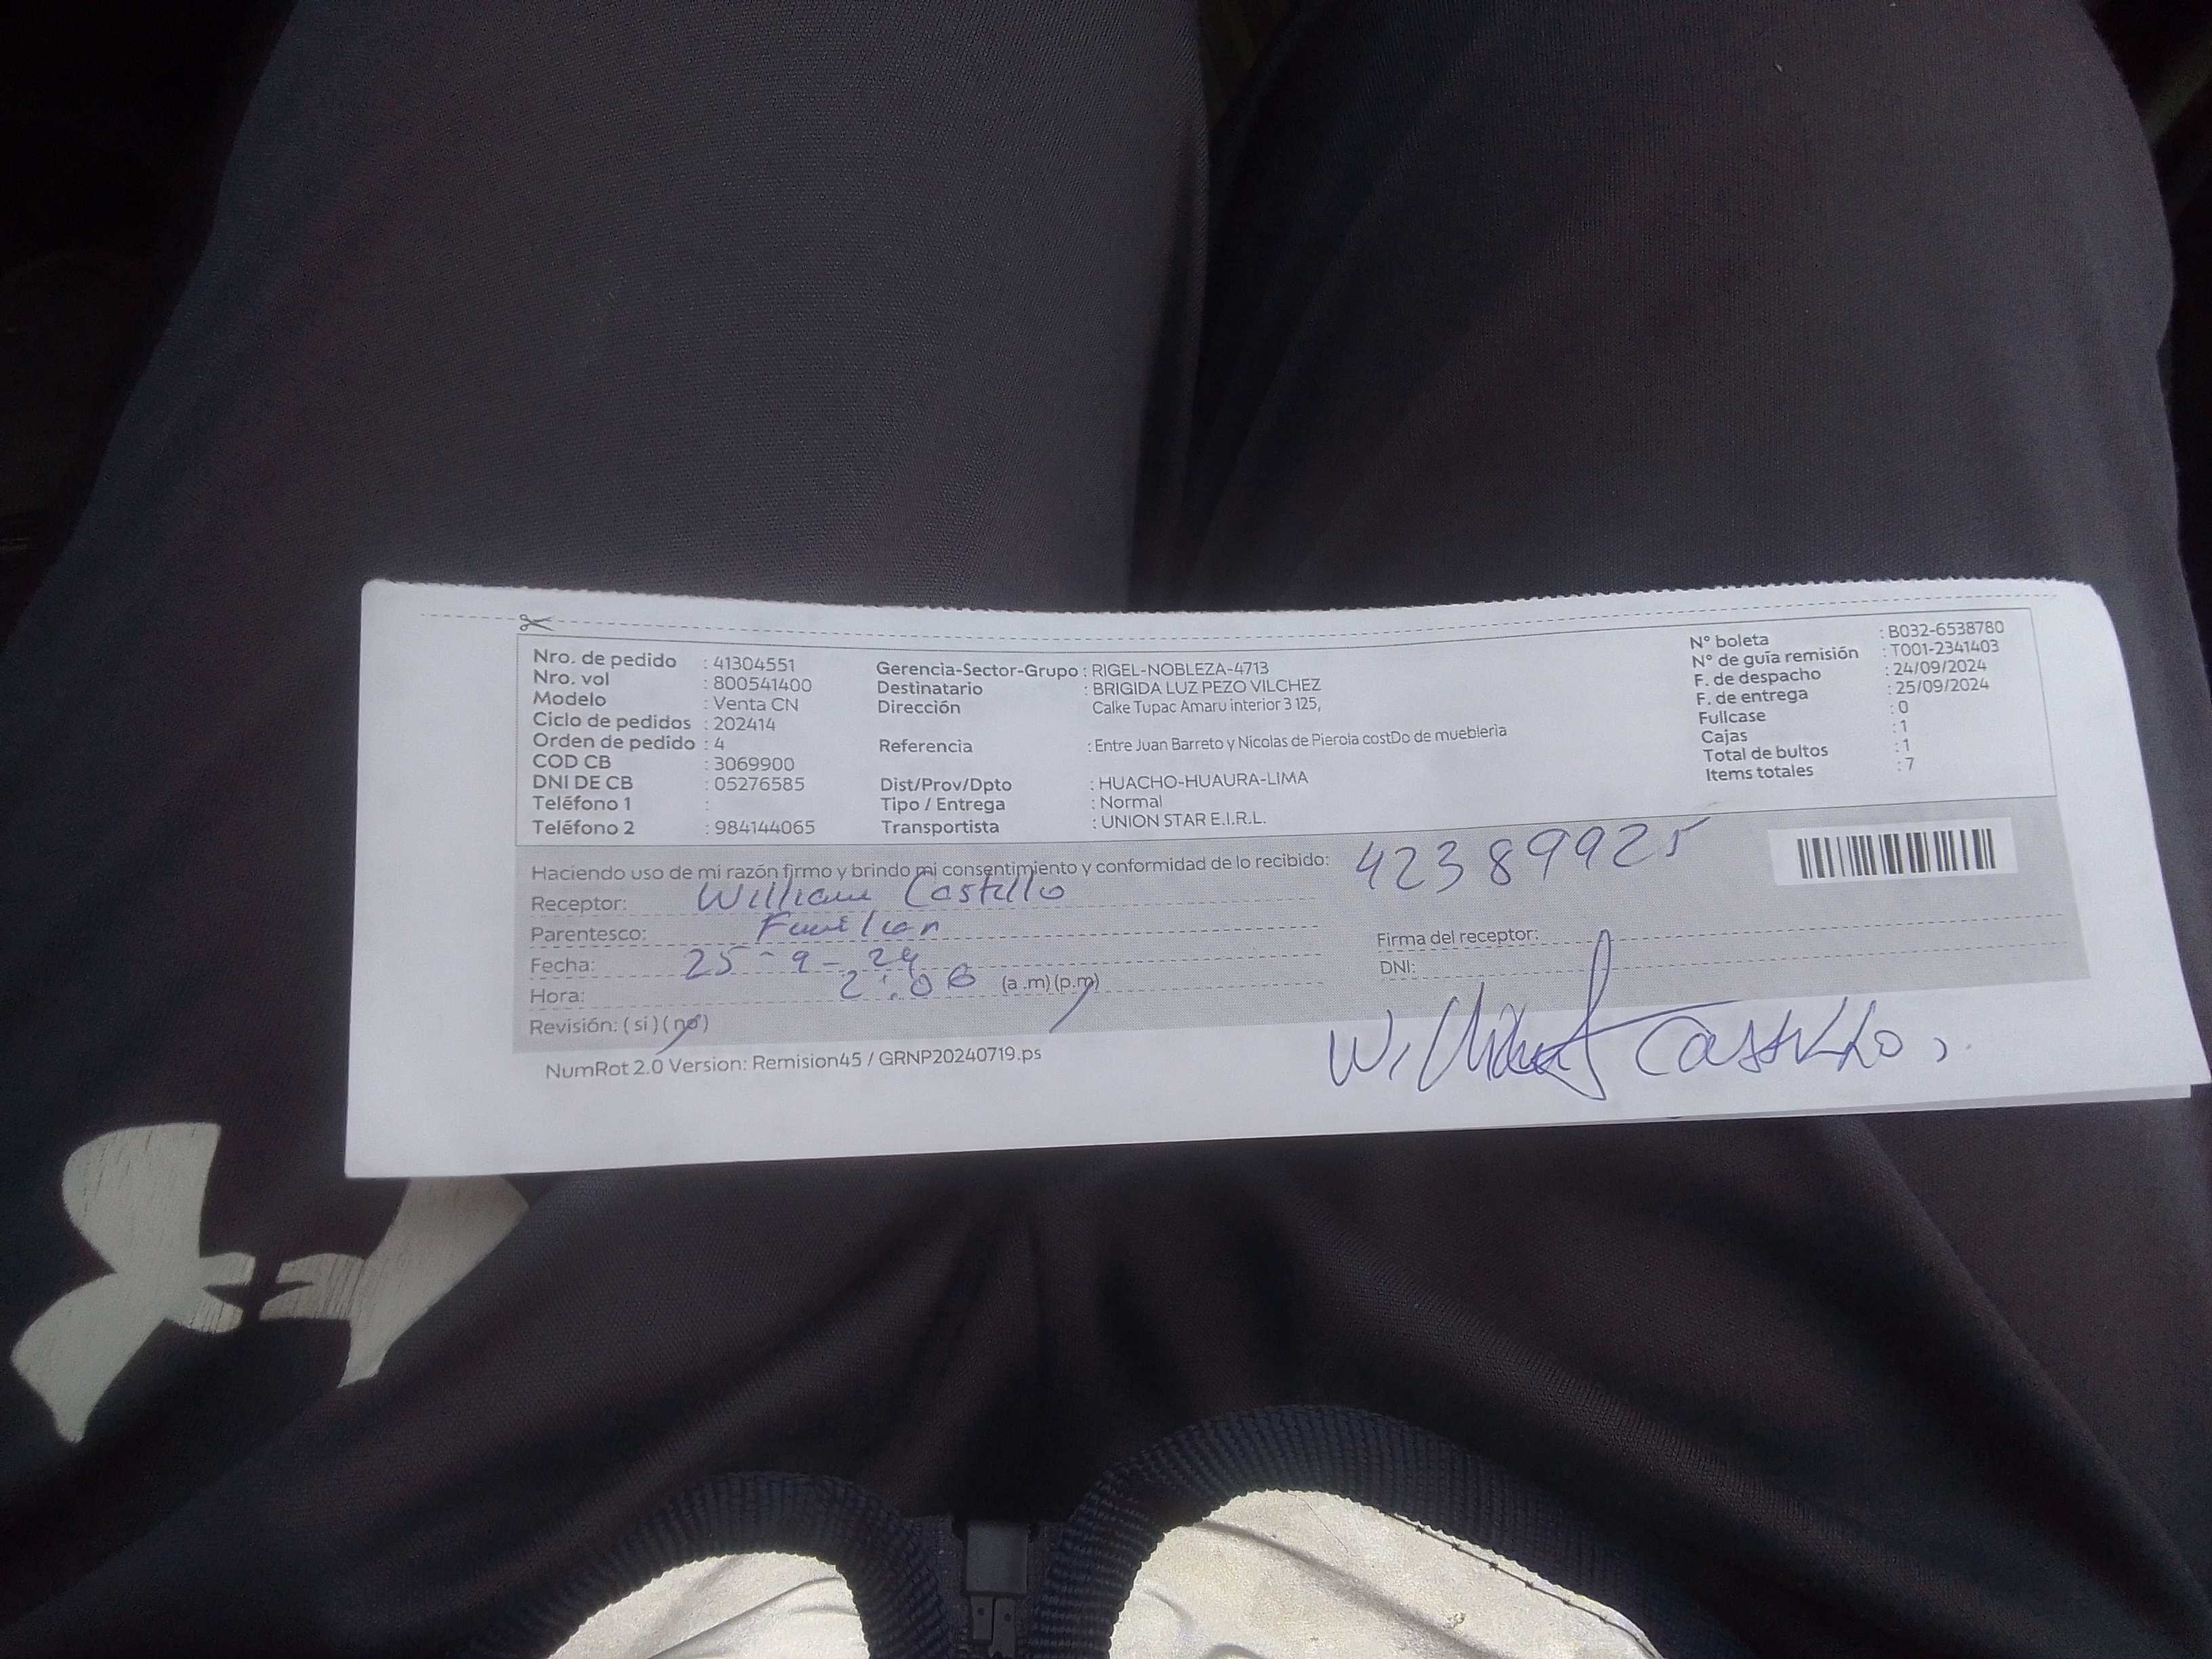 Nro. de pedido : 41304551
Nro. vol : 800541400
Modelo : Venta CN
Ciclo de pedidos : 202414
Orden de pedido : 4
COD CB : 3069900
DNI DE CB : 05276585
Teléfono 1 :
Teléfono 2 : 984144065
Gerencia-Sector-Grupo : RIGEL-NOBLEZA-4713
Destinatario : BRIGIDA LUZ PEZO VILCHEZ
Dirección Calke Tupac Amaru interior 3 125,
Referencia : Entre Juan Barreto y Nicolas de Pierola costDo de muebleria
Dist/Prov/Dpto : HUACHO-HUAURA-LIMA
Tipo / Entrega : Normal
Transportista : UNION STAR E.I.R.L.
N° boleta : B032-6538780
N° de guía remisión : T001-2341403
F. de despacho : 24/09/2024
F. de entrega : 25/09/2024
Fullcase : 0
Cajas : 1
Total de bultos : 1
Items totales : 7
Haciendo uso de mi razón firmo y brindo mi consentimiento y conformidad de lo recibido: 42389925
Receptor: William Castillo
Parentesco: Familiar
Fecha: 25-9-24
Hora: 2:06 (a .m) (p.m)
Revisión: ( si ) ( no )
Firma del receptor:
DNI:
William Castillo
NumRot 2.0 Version: Remision45 / GRNP20240719.ps